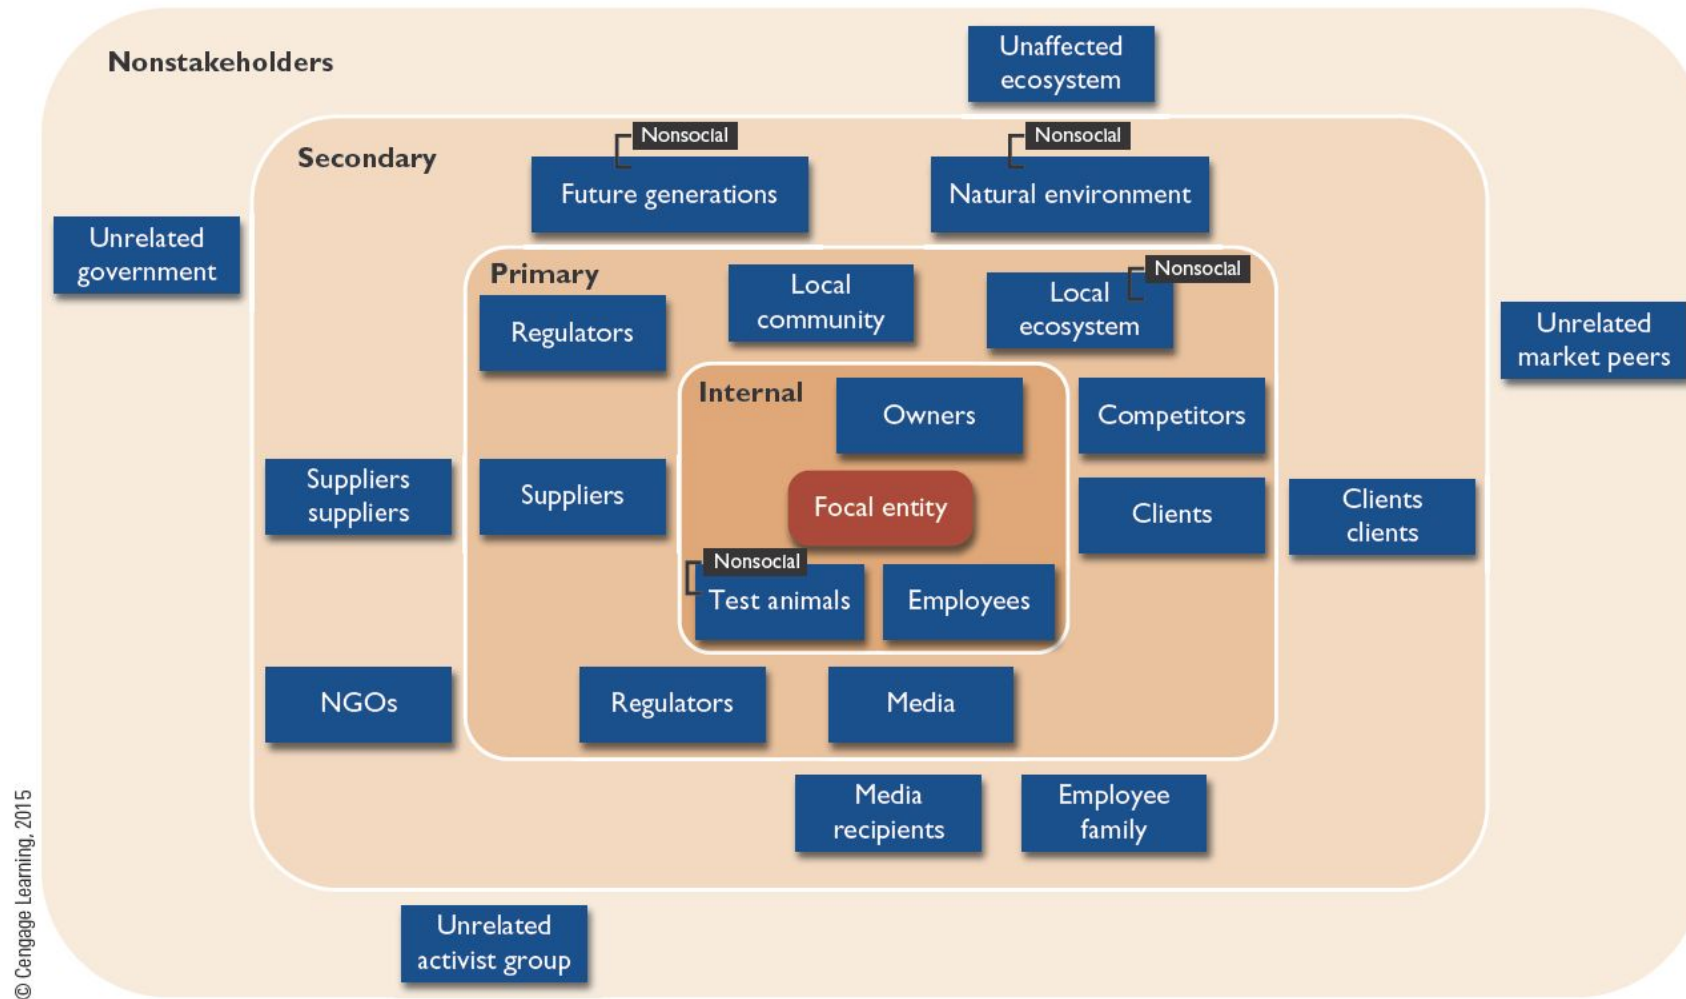 Nonstakeholders
Unaffected
ecosystem
Secondary
Nonsocial
Future generations
Nonsocial
Natural environment
Unrelated
government
Primary
Regulators
Local
community
Nonsocial
Local
ecosystem
Unrelated
market peers
Internal
Owners
Competitors
Suppliers
suppliers
Suppliers
Focal entity
Clients
Clients
clients
Nonsocial
Test animals
Employees
NGOs
Regulators
Media
Media
recipients
Employee
family
Unrelated
activist group
© Cengage Learning, 2015